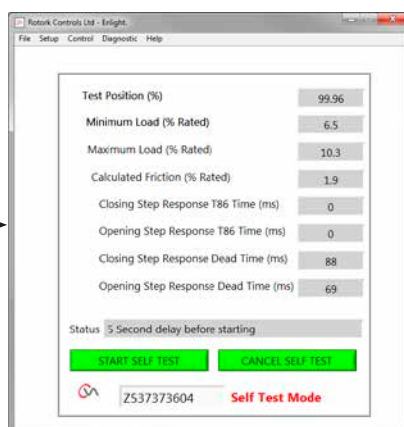 Rotork Controls Ltd - Enlight.
File Setup Control Diagnostic Help
Test Position (%) 99.96
Minimum Load (% Rated) 6.5
Maximum Load (% Rated) 10.3
Calculated Friction (% Rated) 1.9
Closing Step Response T86 Time (ms) 0
Opening Step Response T86 Time (ms) 0
Closing Step Response Dead Time (ms) 88
Opening Step Response Dead Time (ms) 69
Status 5 Second delay before starting
START SELF TEST CANCEL SELF TEST
Z537373604 Self Test Mode